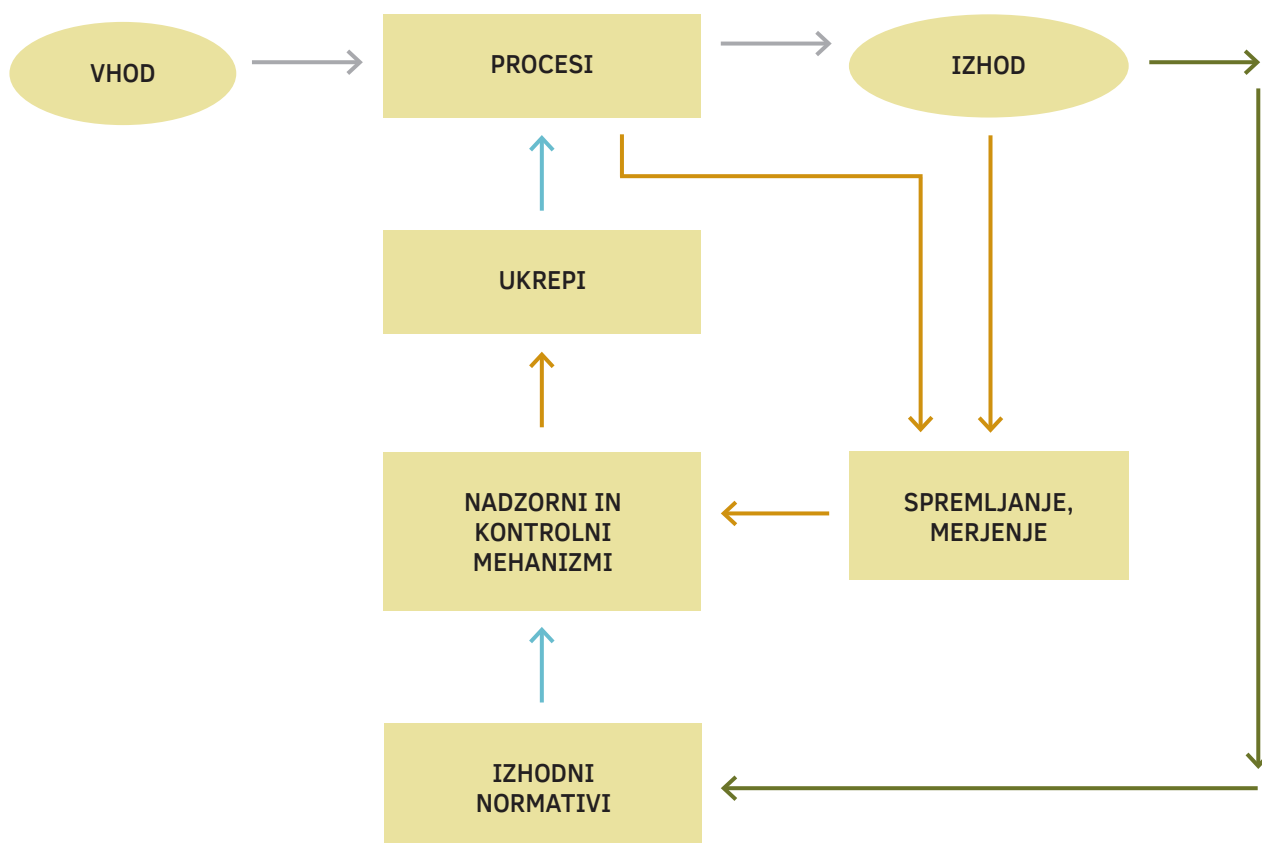 VHOD
PROCESI
IZHOD
UKREPI
NADZORNI IN
KONTROLNI
MEHANIZMI
SPREMLJANJE,
MERJENJE
IZHODNI
NORMATIVI